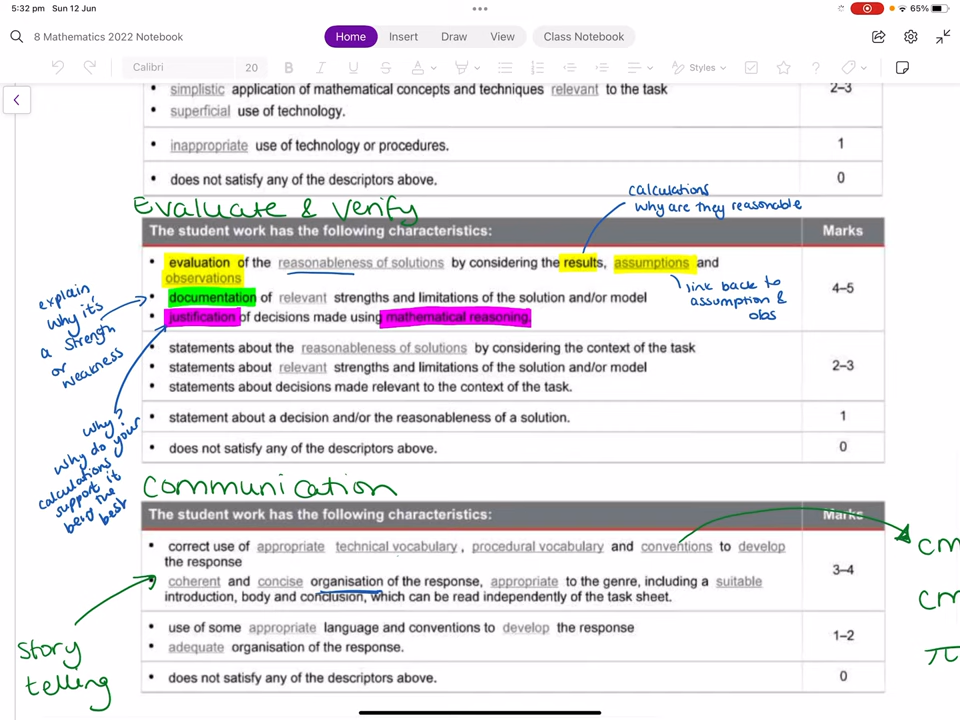 5:32 pm Sun 12 Jun
65%
8 Mathematics 2022 Notebook
Home Insert Draw View Class Notebook
Calibri 20 B I U S A Styles
• simplistic application of mathematical concepts and techniques relevant to the task
• superficial use of technology.
2–3
• inappropriate use of technology or procedures.
1
• does not satisfy any of the descriptors above.
0
Evaluate & Verify
calculations
why are they reasonable
The student work has the following characteristics: Marks
• evaluation of the reasonableness of solutions by considering the results, assumptions and
observations
• documentation of relevant strengths and limitations of the solution and/or model
• justification of decisions made using mathematical reasoning.
4–5
link back to
assumption &
obs
explain
why it's
a strength
or
weakness
• statements about the reasonableness of solutions by considering the context of the task
• statements about relevant strengths and limitations of the solution and/or model
• statements about decisions made relevant to the context of the task.
2–3
• statement about a decision and/or the reasonableness of a solution.
1
• does not satisfy any of the descriptors above.
0
why?
why do your
calculations
support it
being the
best
Communication
The student work has the following characteristics: Marks
• correct use of appropriate technical vocabulary, procedural vocabulary and conventions to develop
the response
• coherent and concise organisation of the response, appropriate to the genre, including a suitable
introduction, body and conclusion, which can be read independently of the task sheet.
3–4
cm
cm
π
story
telling
• use of some appropriate language and conventions to develop the response
• adequate organisation of the response.
1–2
• does not satisfy any of the descriptors above.
0